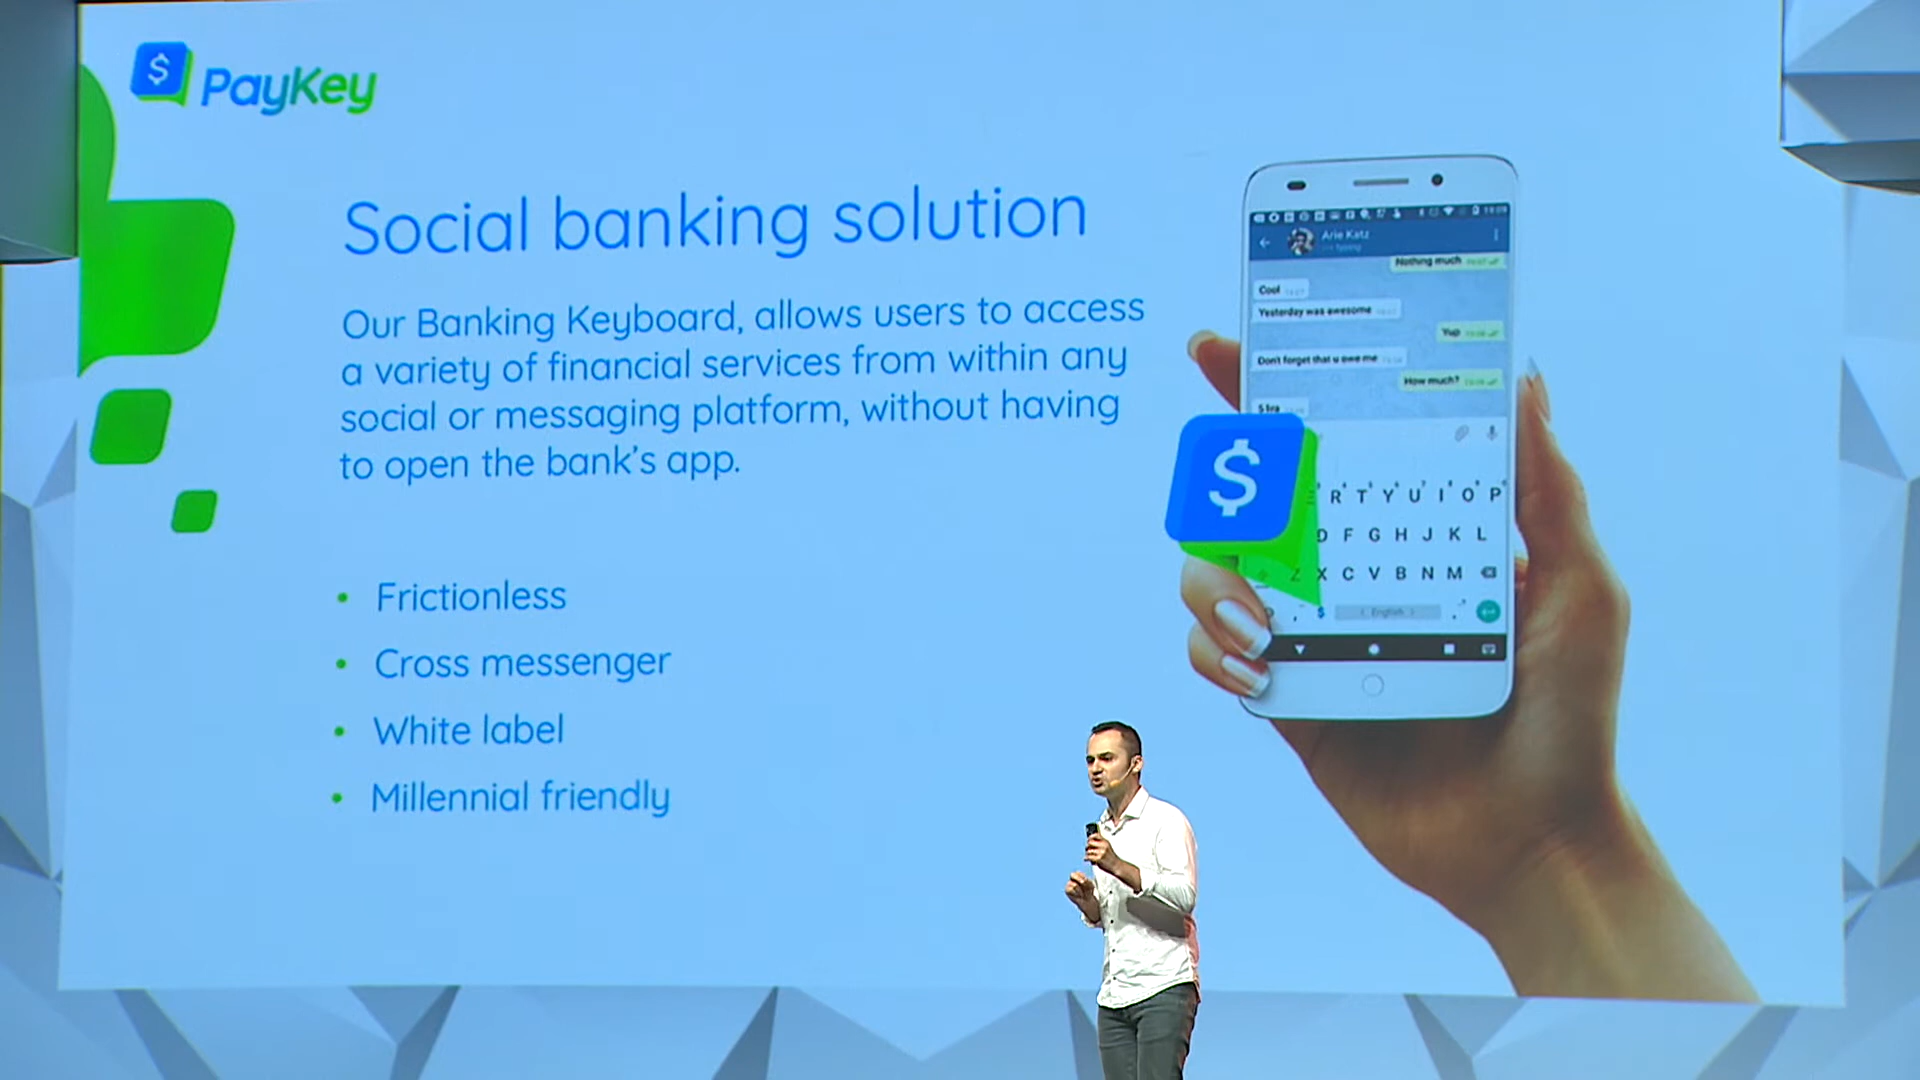 $ PayKey
Social banking solution
Our Banking Keyboard, allows users to access
a variety of financial services from within any
social or messaging platform, without having
to open the bank's app.
• Frictionless
• Cross messenger
• White label
• Millennial friendly
Arie Katz
Nothing much
Cool
Yesterday was awesome
Yup
Don't forget that u owe me
How much?
$
R T Y U I O P
D F G H J K L
Z X C V B N M
, $ English .